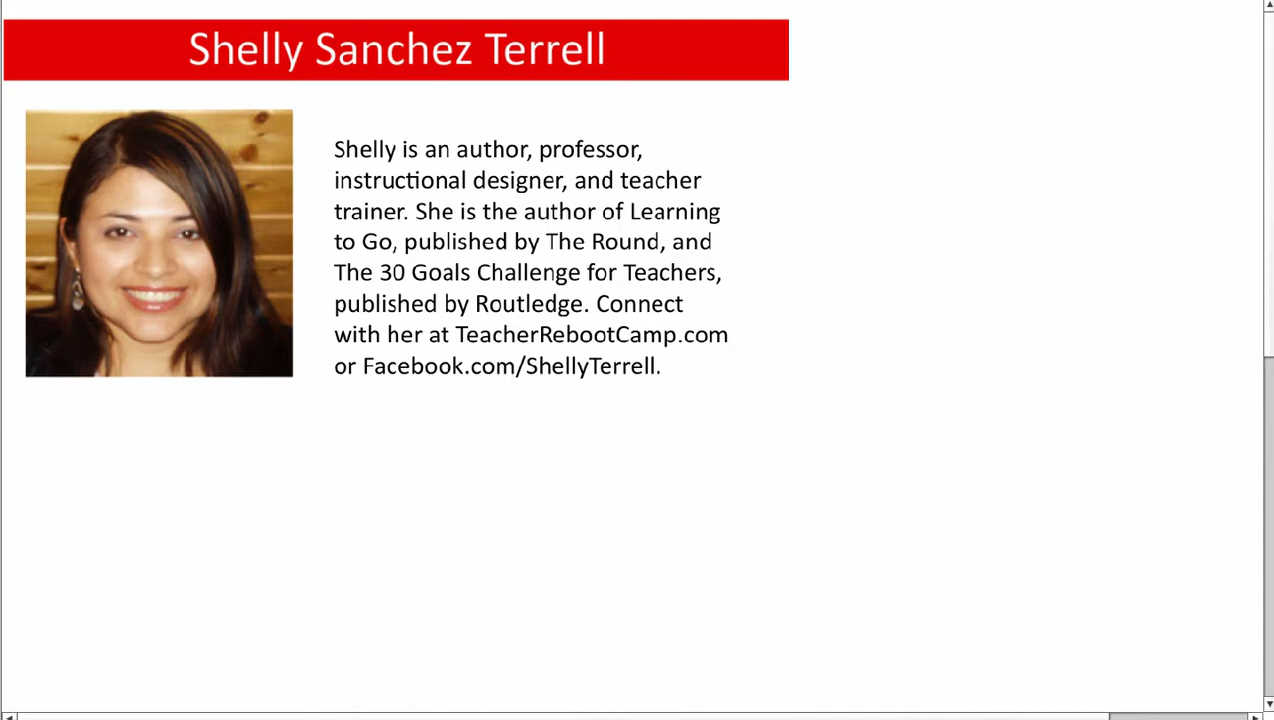 Shelly Sanchez Terrell
Shelly is an author, professor,
instructional designer, and teacher
trainer. She is the author of Learning
to Go, published by The Round, and
The 30 Goals Challenge for Teachers,
published by Routledge. Connect
with her at TeacherRebootCamp.com
or Facebook.com/ShellyTerrell.